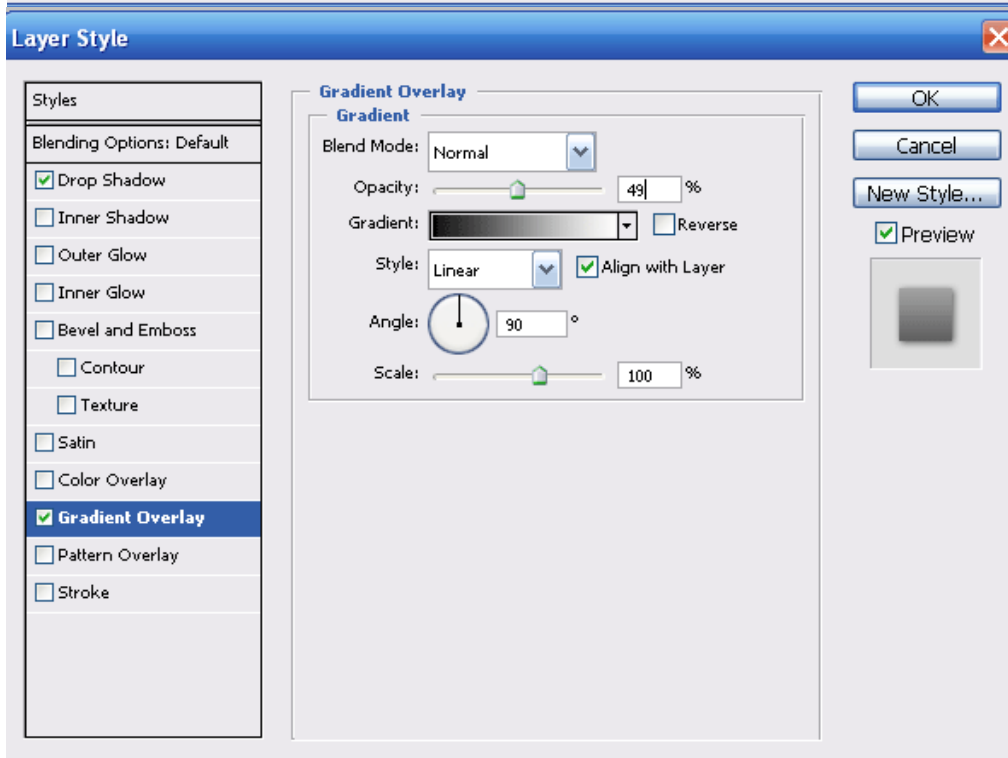 Layer Style
Styles
Blending Options: Default
Drop Shadow
Inner Shadow
Outer Glow
Inner Glow
Bevel and Emboss
Contour
Texture
Satin
Color Overlay
Gradient Overlay
Pattern Overlay
Stroke
Gradient Overlay
Gradient
Blend Mode: Normal
Opacity: 49 %
Gradient: Reverse
Style: Linear Align with Layer
Angle: 90 °
Scale: 100 %
OK
Cancel
New Style...
Preview